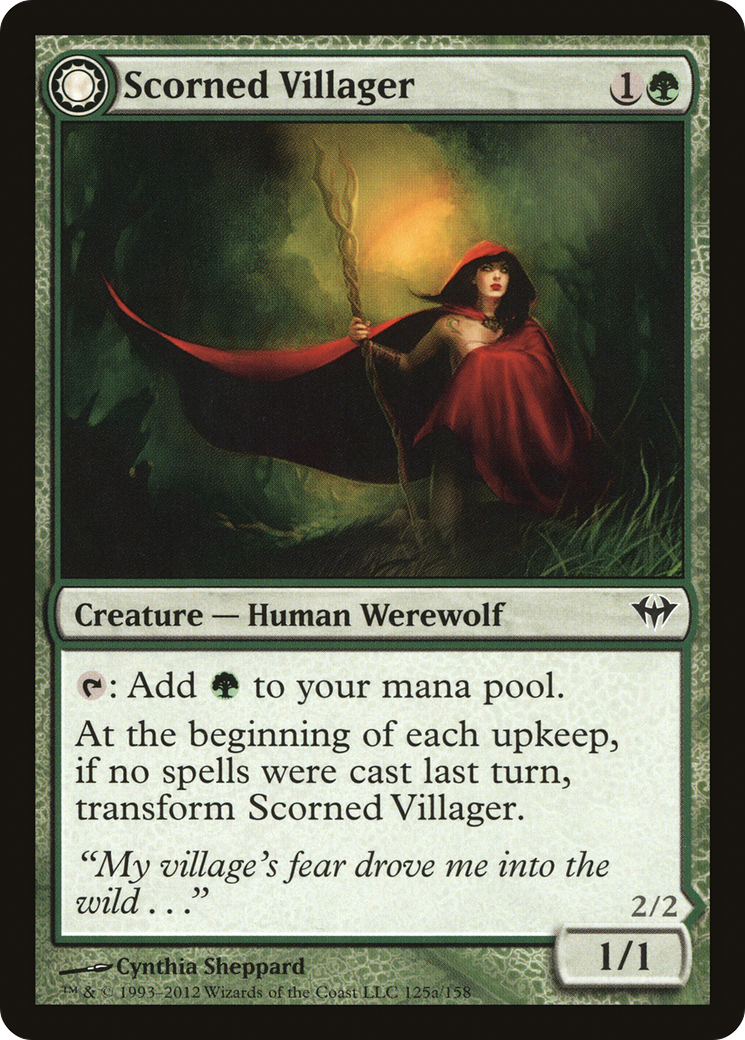 Scorned Villager 1
Creature — Human Werewolf
: Add to your mana pool.
At the beginning of each upkeep,
if no spells were cast last turn,
transform Scorned Villager.
“My village’s fear drove me into the
wild . . .”
2/2
1/1
Cynthia Sheppard
™ & © 1993–2012 Wizards of the Coast LLC 125a/158